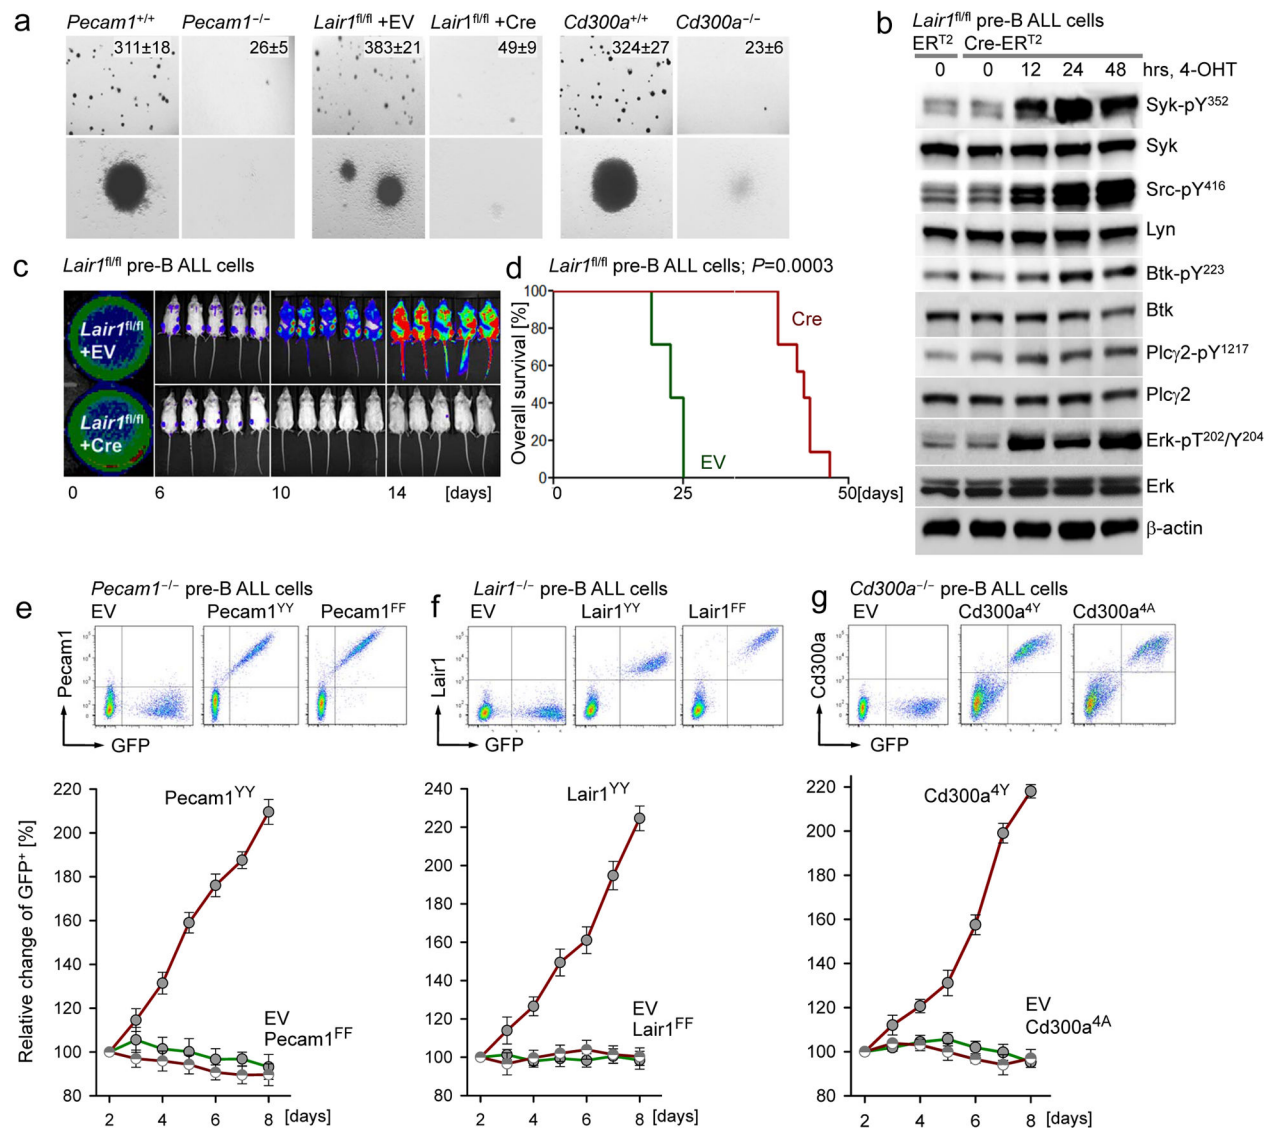 a
Pecam1+/+ Pecam1−/− Lair1fl/fl +EV Lair1fl/fl +Cre Cd300a+/+ Cd300a−/−
311±18 26±5 383±21 49±9 324±27 23±6
b
Lair1fl/fl pre-B ALL cells
ERT2 Cre-ERT2
0 0 12 24 48 hrs, 4-OHT
Syk-pY352
Syk
Src-pY416
Lyn
Btk-pY223
Btk
Plcγ2-pY1217
Plcγ2
Erk-pT202/Y204
Erk
β-actin
c
Lair1fl/fl pre-B ALL cells
Lair1fl/fl
+EV
Lair1fl/fl
+Cre
0 6 10 14 [days]
d
Lair1fl/fl pre-B ALL cells; P=0.0003
Overall survival [%]
100
80
60
40
20
0
Cre
EV
0 25 50 [days]
e
Pecam1−/− pre-B ALL cells
EV Pecam1YY Pecam1FF
Pecam1
GFP
f
Lair1−/− pre-B ALL cells
EV Lair1YY Lair1FF
Lair1
GFP
g
Cd300a−/− pre-B ALL cells
EV Cd300a4Y Cd300a4A
Cd300a
GFP
Relative change of GFP+ [%]
220
200
180
160
140
120
100
80
Pecam1YY
EV
Pecam1FF
2 4 6 8 [days]
240
220
200
180
160
140
120
100
80
Lair1YY
EV
Lair1FF
2 4 6 8 [days]
220
200
180
160
140
120
100
80
Cd300a4Y
EV
Cd300a4A
2 4 6 8 [days]